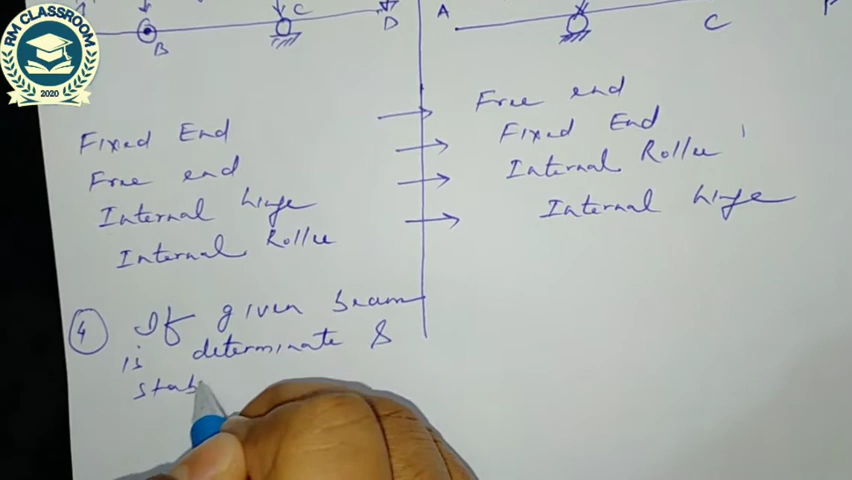 RM CLASSROOM
2020
B
C
D
A
C
Fixed End
Free end
Internal hinge
Internal Roller
Free end
Fixed End
Internal Roller
Internal hinge
4 If given beam
is determinate &
stab